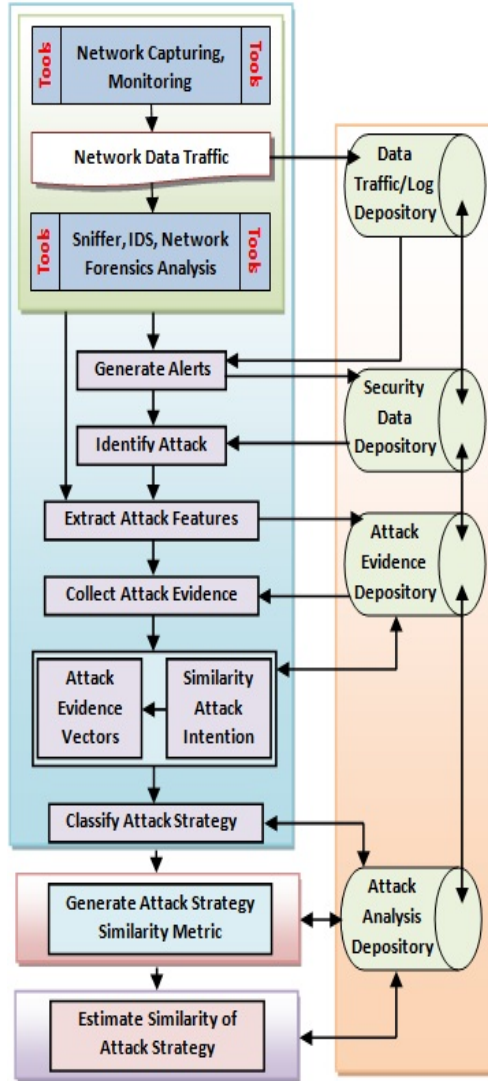 Tools
Network Capturing,
Monitoring
Tools
Network Data Traffic
Data
Traffic/Log
Depository
Tools
Sniffer, IDS, Network
Forensics Analysis
Tools
Generate Alerts
Security
Data
Depository
Identify Attack
Extract Attack Features
Attack
Evidence
Depository
Collect Attack Evidence
Attack
Evidence
Vectors
Similarity
Attack
Intention
Classify Attack Strategy
Attack
Analysis
Depository
Generate Attack Strategy
Similarity Metric
Estimate Similarity of
Attack Strategy